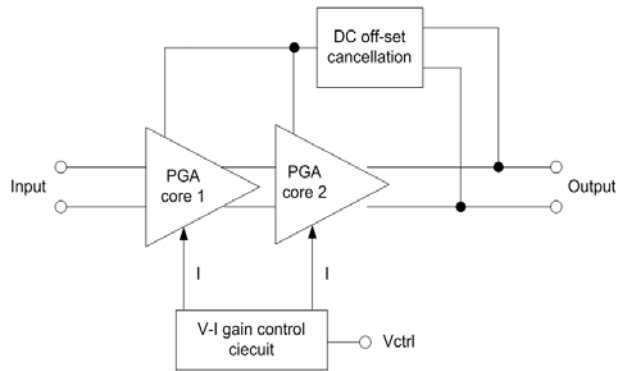 DC off-set
cancellation
PGA
core 1
PGA
core 2
Input
Output
I
I
V-I gain control
ciecuit
Vctrl